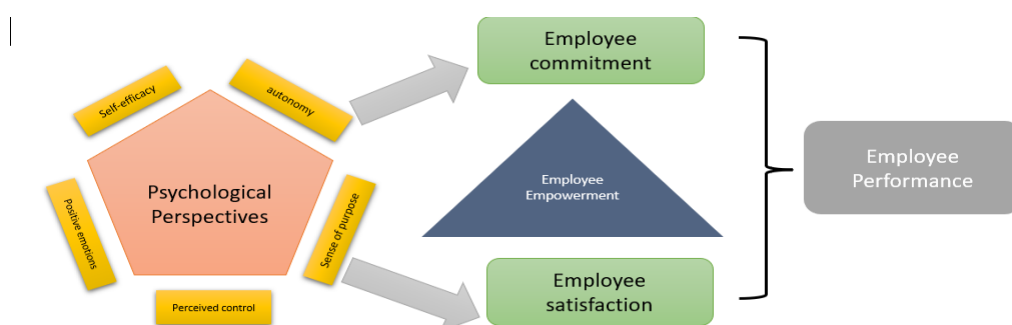 Employee
commitment
Self-efficacy
autonomy
Psychological
Perspectives
Employee
Empowerment
Employee
Performance
Positive emotions
Sense of purpose
Perceived control
Employee
satisfaction